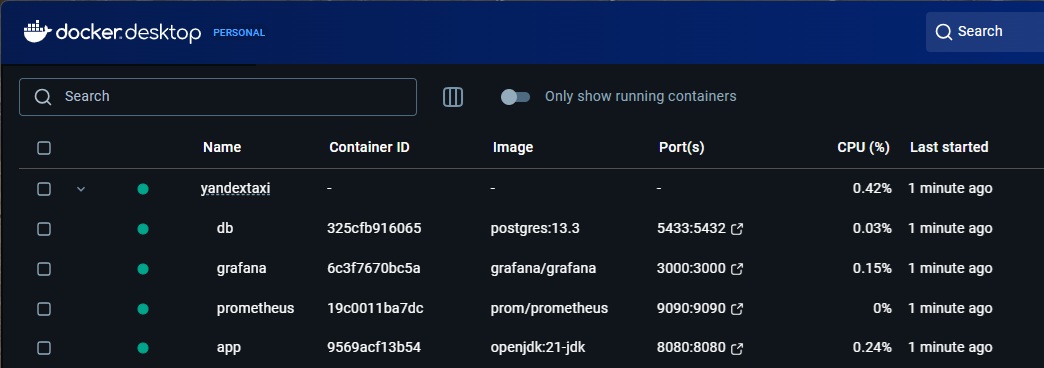 docker.desktop PERSONAL Search
Search Only show running containers
Name Container ID Image Port(s) CPU (%) Last started
yandextaxi - - - 0.42% 1 minute ago
db 325cfb916065 postgres:13.3 5433:5432 0.03% 1 minute ago
grafana 6c3f7670bc5a grafana/grafana 3000:3000 0.15% 1 minute ago
prometheus 19c0011ba7dc prom/prometheus 9090:9090 0% 1 minute ago
app 9569acf13b54 openjdk:21-jdk 8080:8080 0.24% 1 minute ago